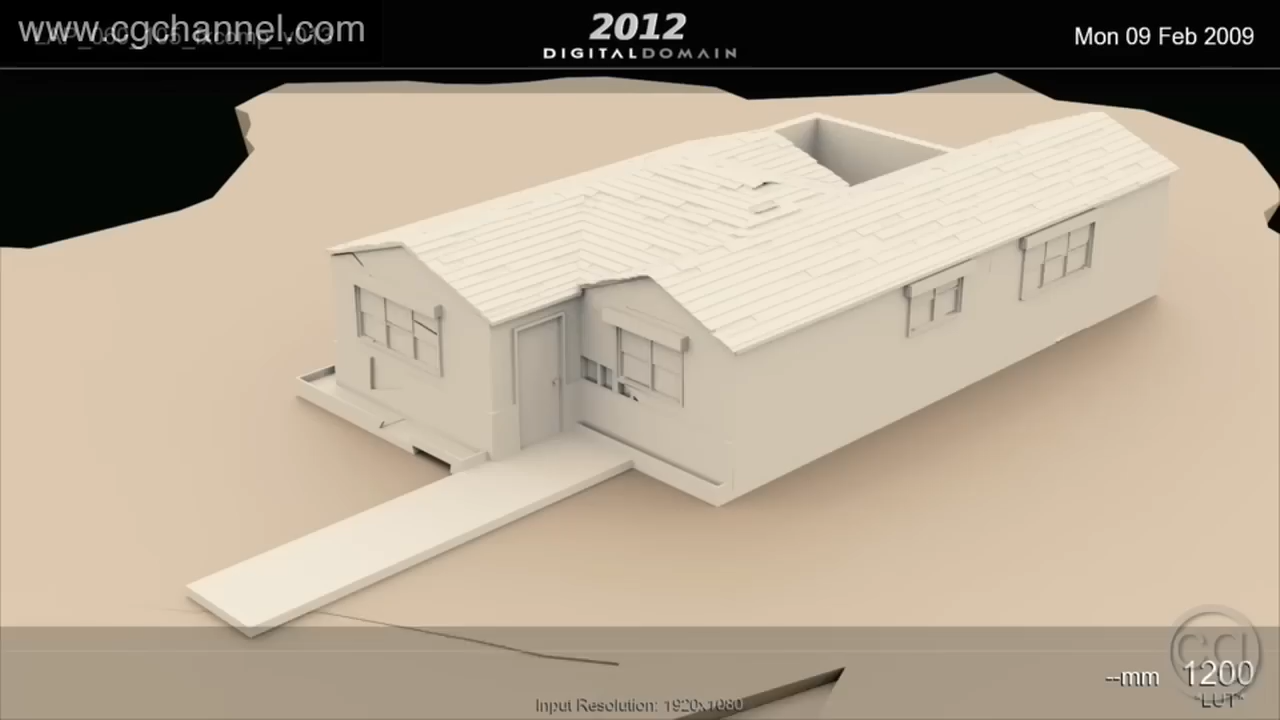 www.cgchannel.com
2012
DIGITALDOMAIN
Mon 09 Feb 2009
--mm 1200
"LUT"
Input Resolution: 1920x1080